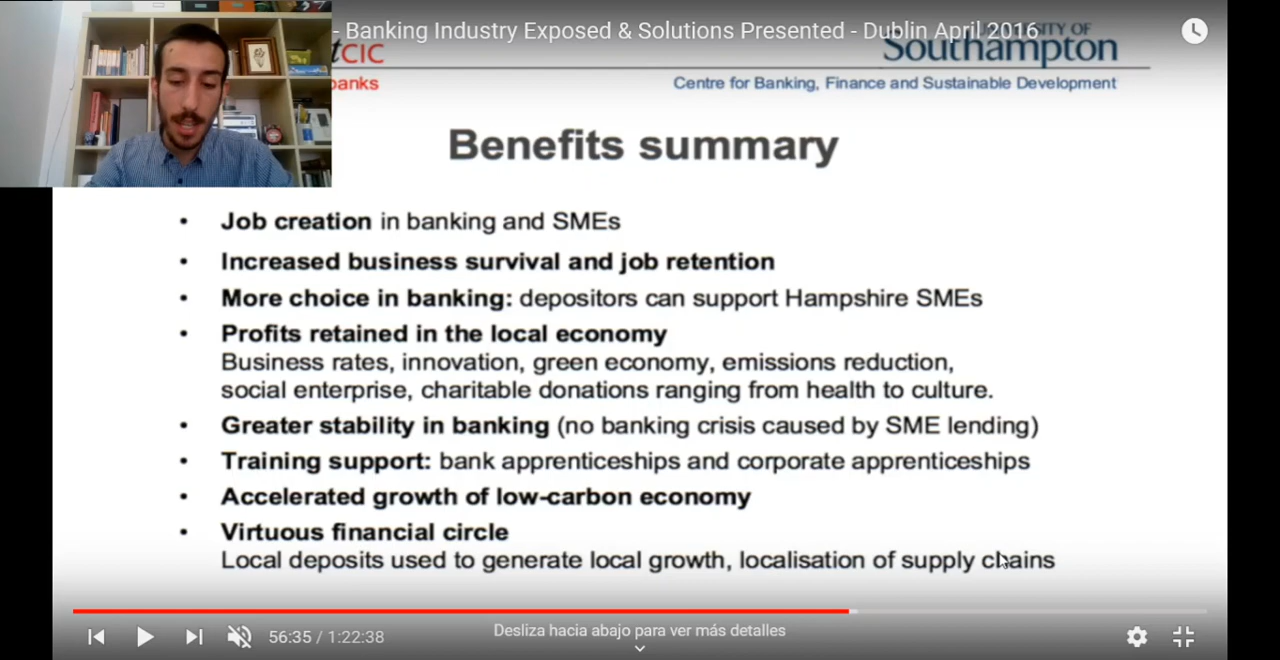 - Banking Industry Exposed & Solutions Presented - Dublin April 2016
CIC
UNIVERSITY OF
Southampton
banks
Centre for Banking, Finance and Sustainable Development
Benefits summary
• Job creation in banking and SMEs
• Increased business survival and job retention
• More choice in banking: depositors can support Hampshire SMEs
• Profits retained in the local economy
Business rates, innovation, green economy, emissions reduction,
social enterprise, charitable donations ranging from health to culture.
• Greater stability in banking (no banking crisis caused by SME lending)
• Training support: bank apprenticeships and corporate apprenticeships
• Accelerated growth of low-carbon economy
• Virtuous financial circle
Local deposits used to generate local growth, localisation of supply chains
56:35 / 1:22:38
Desliza hacia abajo para ver más detalles